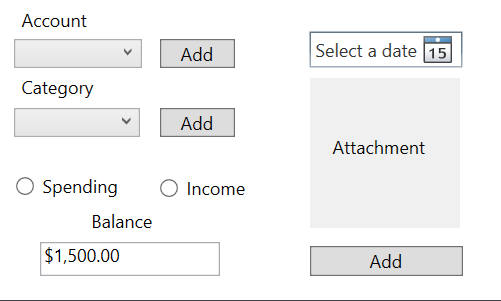 Account
Add
Category
Add
Spending
Income
Balance
$1,500.00
Select a date
15
Attachment
Add